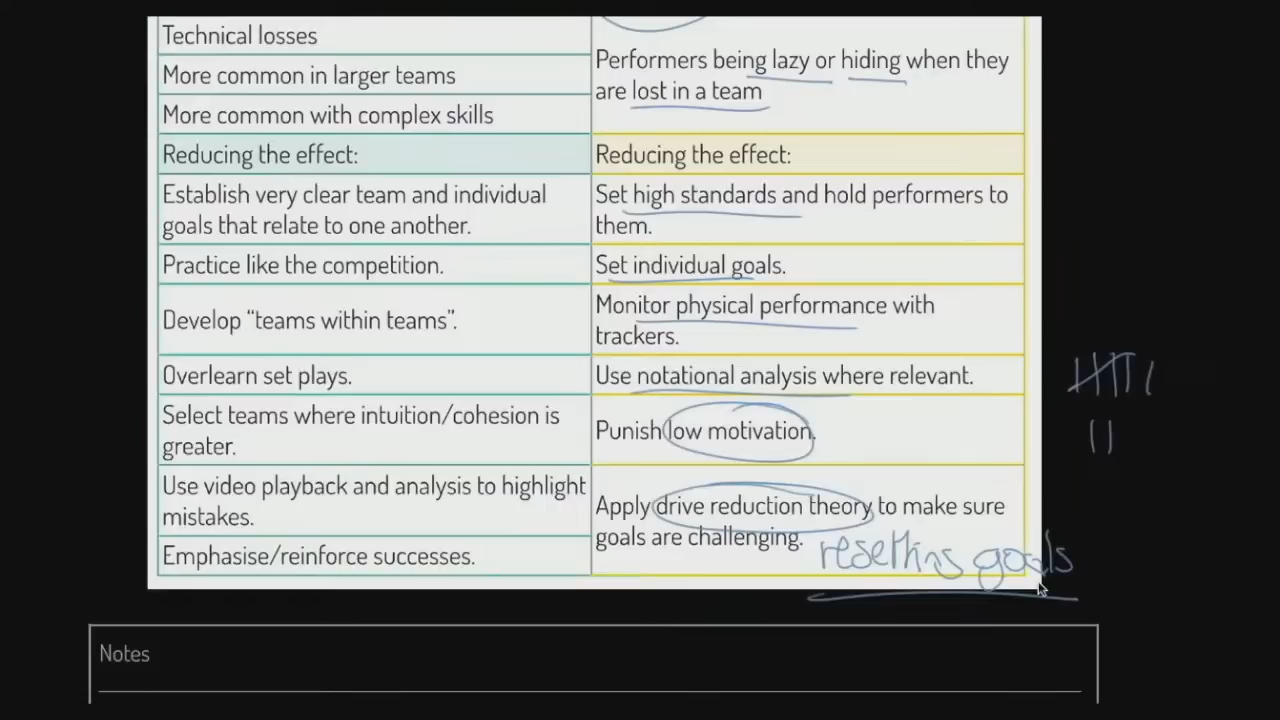 Technical losses
More common in larger teams
More common with complex skills
Reducing the effect:
Establish very clear team and individual
goals that relate to one another.
Practice like the competition.
Develop “teams within teams”.
Overlearn set plays.
Select teams where intuition/cohesion is
greater.
Use video playback and analysis to highlight
mistakes.
Emphasise/reinforce successes.
Performers being lazy or hiding when they
are lost in a team
Reducing the effect:
Set high standards and hold performers to
them.
Set individual goals.
Monitor physical performance with
trackers.
Use notational analysis where relevant.
Punish low motivation.
Apply drive reduction theory to make sure
goals are challenging.
resetting goals
Notes